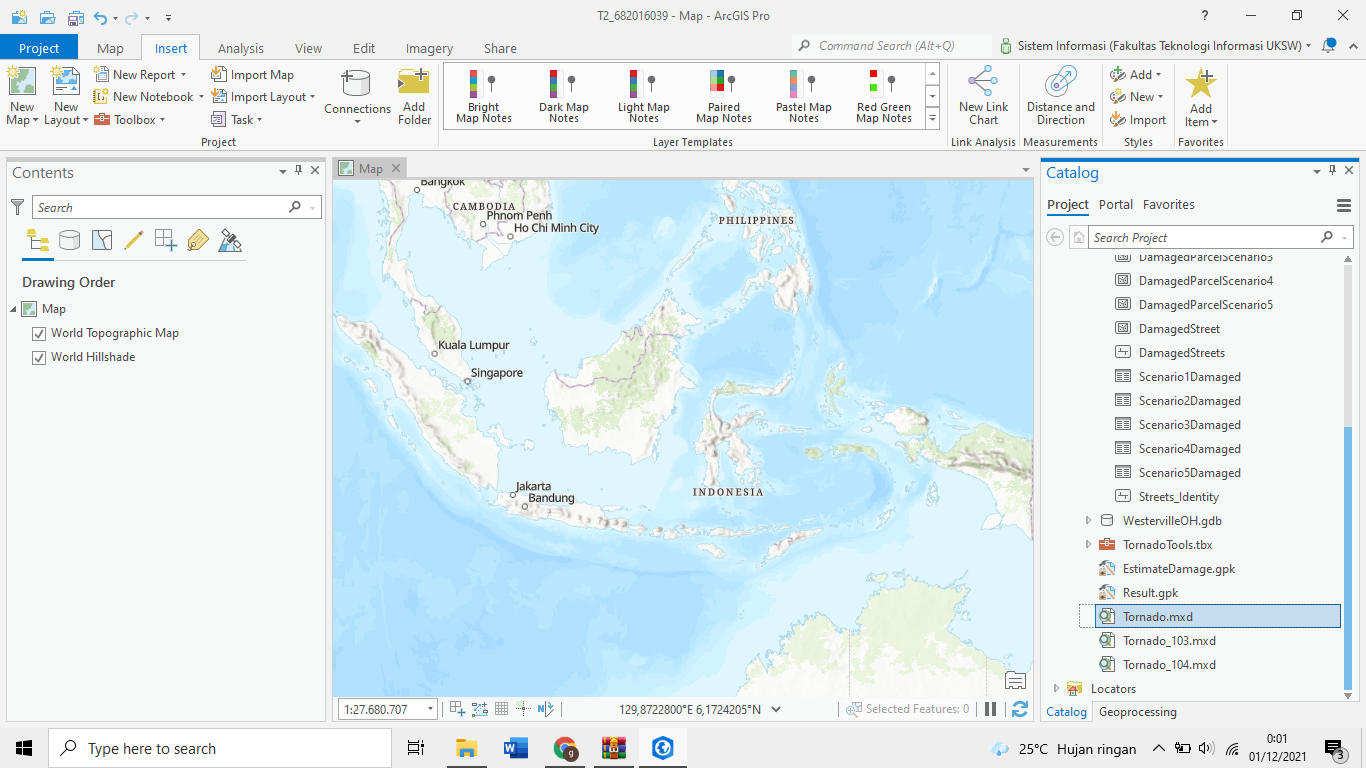 T2_682016039 - Map - ArcGIS Pro
?
Project
Map
Insert
Analysis
View
Edit
Imagery
Share
Command Search (Alt+Q)
Sistem Informasi (Fakultas Teknologi Informasi UKSW)
New Map
New Layout
New Report
New Notebook
Toolbox
Import Map
Import Layout
Task
Connections
Add Folder
Project
Bright Map Notes
Dark Map Notes
Light Map Notes
Paired Map Notes
Pastel Map Notes
Red Green Map Notes
Layer Templates
New Link Chart
Link Analysis
Distance and Direction
Measurements
Add
New
Import
Styles
Add Item
Favorites
Contents
Search
Drawing Order
Map
World Topographic Map
World Hillshade
Map
Bangkok
CAMBODIA
Phnom Penh
Ho Chi Minh City
PHILIPPINES
Kuala Lumpur
Singapore
Jakarta
Bandung
INDONESIA
1:27.680.707
129,8722800°E 6,1724205°N
Selected Features: 0
Catalog
Project
Portal
Favorites
Search Project
DamagedParcelScenario3
DamagedParcelScenario4
DamagedParcelScenario5
DamagedStreet
DamagedStreets
Scenario1Damaged
Scenario2Damaged
Scenario3Damaged
Scenario4Damaged
Scenario5Damaged
Streets_Identity
WestervilleOH.gdb
TornadoTools.tbx
EstimateDamage.gpk
Result.gpk
Tornado.mxd
Tornado_103.mxd
Tornado_104.mxd
Locators
Catalog
Geoprocessing
Type here to search
25°C Hujan ringan
0:01
01/12/2021
3